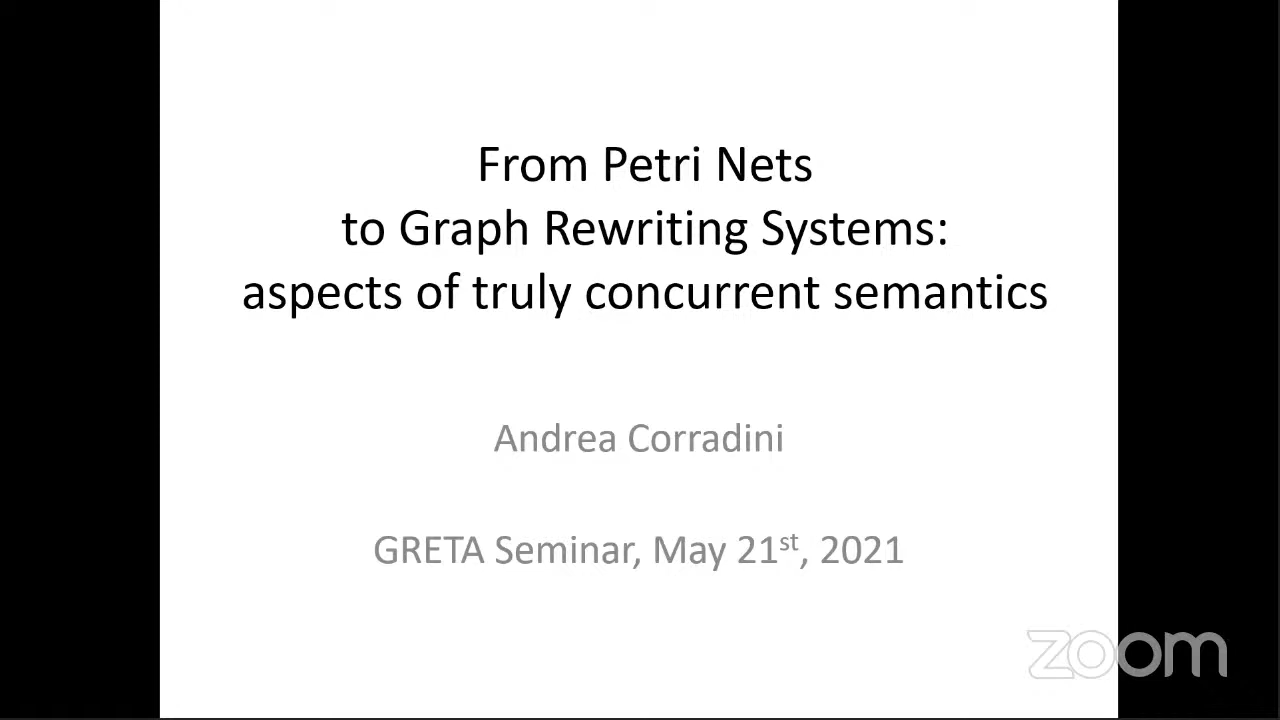 From Petri Nets
to Graph Rewriting Systems:
aspects of truly concurrent semantics
Andrea Corradini
GRETA Seminar, May 21st, 2021
zoom